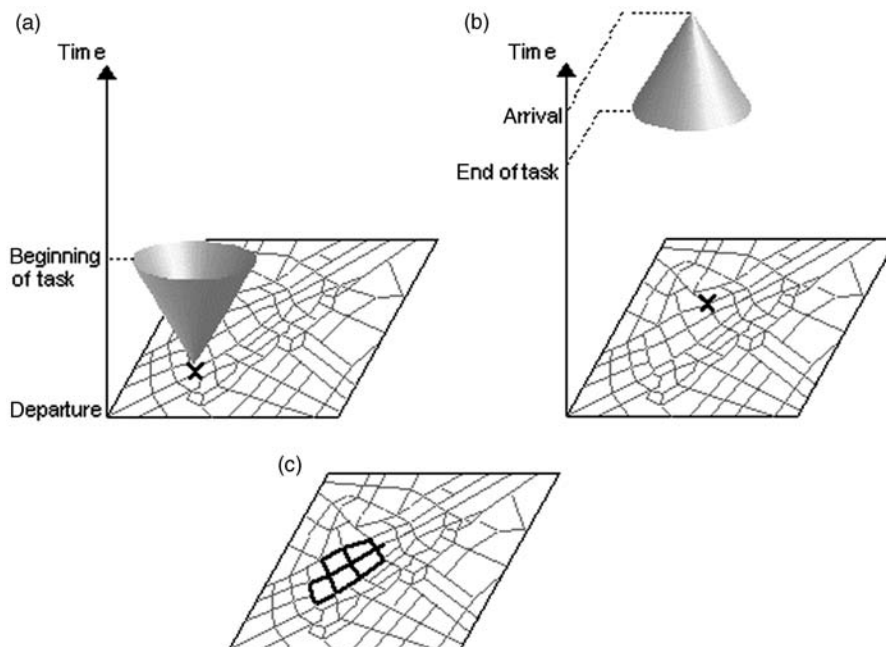 (a)
Time
Beginning
of task
Departure
(b)
Time
Arrival
End of task
(c)